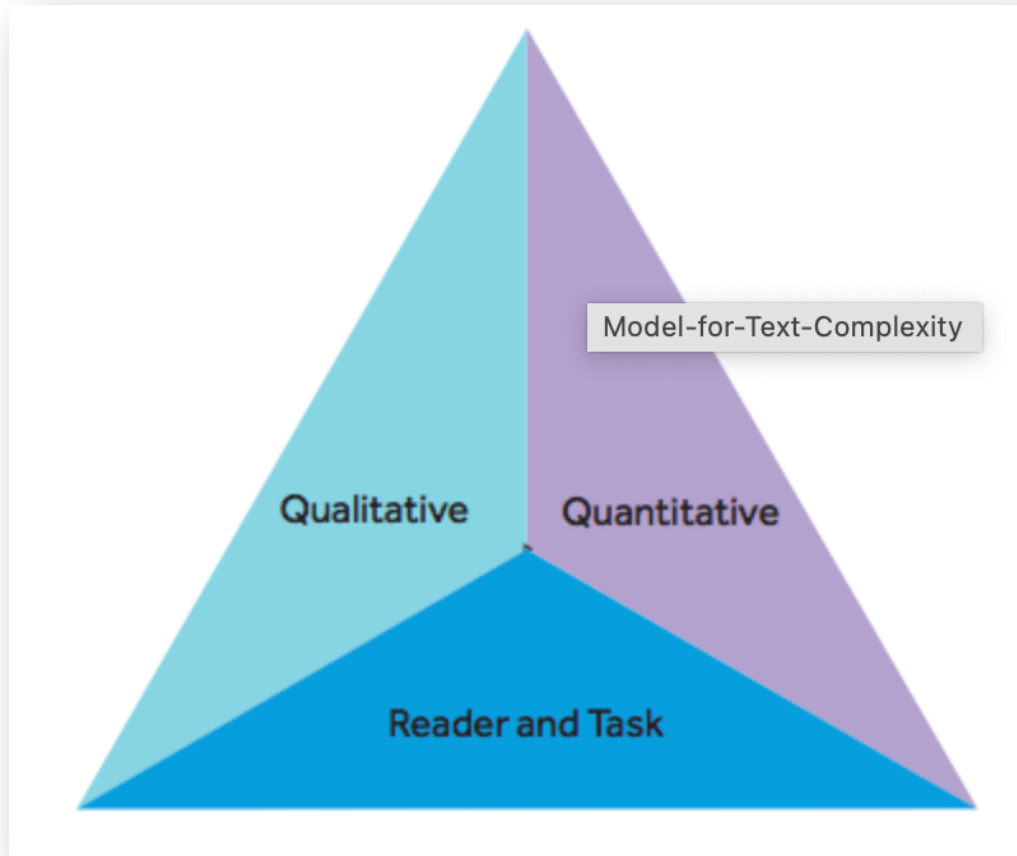 Model-for-Text-Complexity
Qualitative
Quantitative
Reader and Task